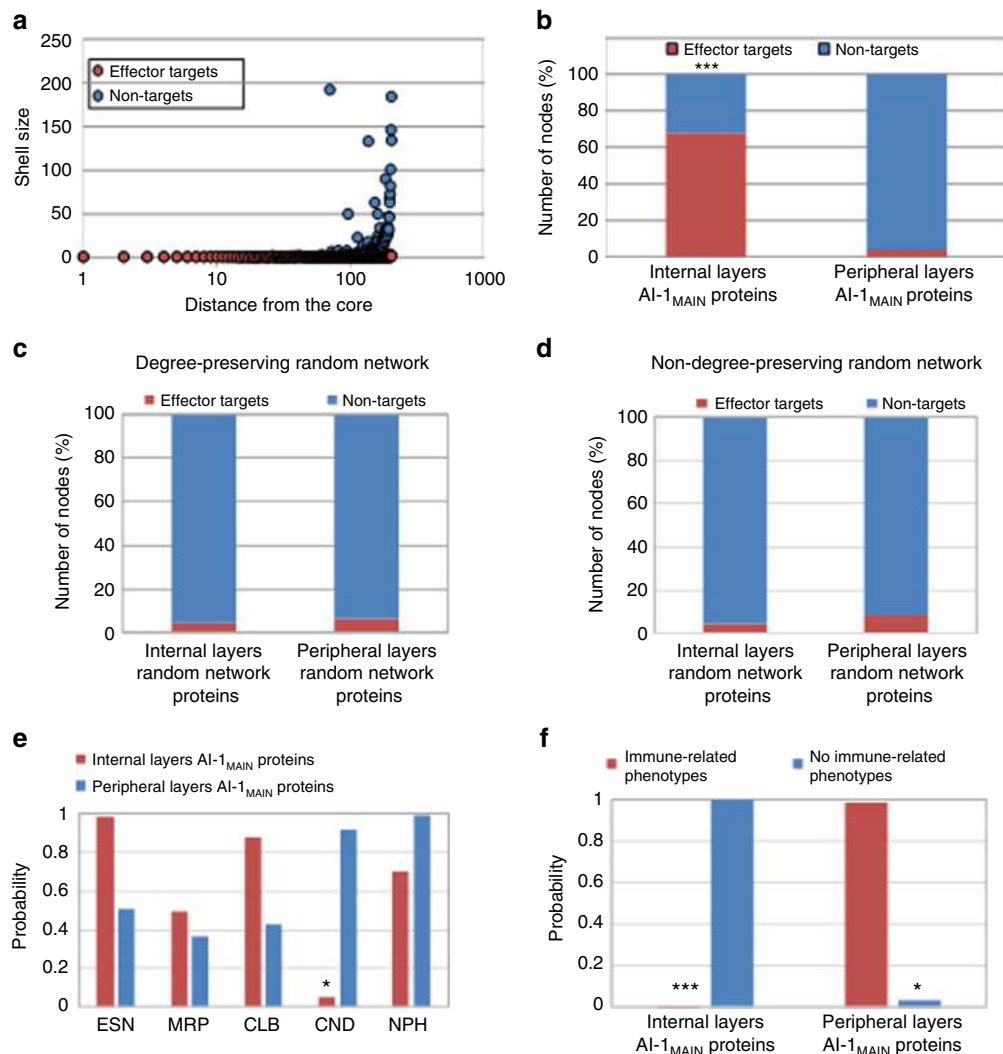 a
250
200
150
100
50
0
Shell size
Effector targets
Non-targets
1
10
100
1000
Distance from the core
b
Effector targets
Non-targets
***
100
80
60
40
20
0
Number of nodes (%)
Internal layers
AI-1MAIN proteins
Peripheral layers
AI-1MAIN proteins
c
Degree-preserving random network
Effector targets
Non-targets
100
80
60
40
20
0
Number of nodes (%)
Internal layers
random network
proteins
Peripheral layers
random network
proteins
d
Non-degree-preserving random network
Effector targets
Non-targets
100
80
60
40
20
0
Number of nodes (%)
Internal layers
random network
proteins
Peripheral layers
random network
proteins
e
Internal layers AI-1MAIN proteins
Peripheral layers AI-1MAIN proteins
1
0.8
0.6
0.4
0.2
0
Probability
*
ESN
MRP
CLB
CND
NPH
f
Immune-related
phenotypes
No immune-related
phenotypes
1
0.8
0.6
0.4
0.2
0
Probability
***
*
Internal layers
AI-1MAIN proteins
Peripheral layers
AI-1MAIN proteins